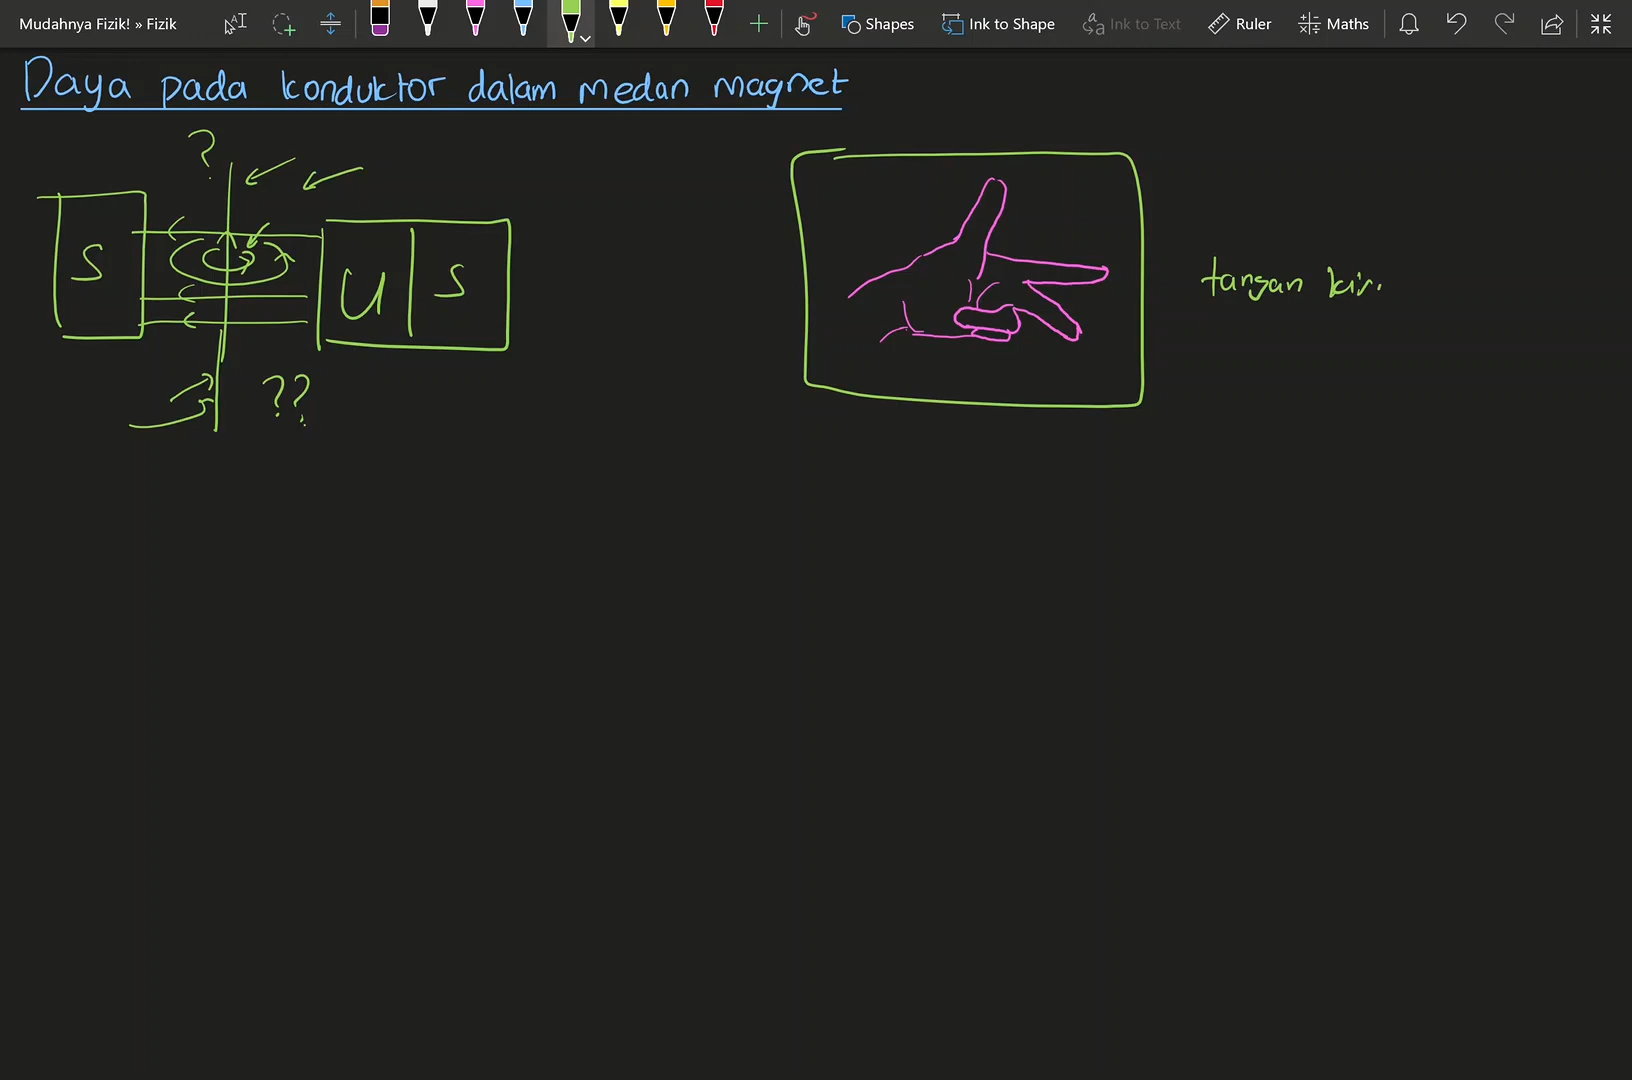 Mudahnya Fizik! » Fizik
Shapes
Ink to Shape
Ink to Text
Ruler
Maths
Daya pada konduktor dalam medan magnet
?
S
U
S
??
tangan kiri